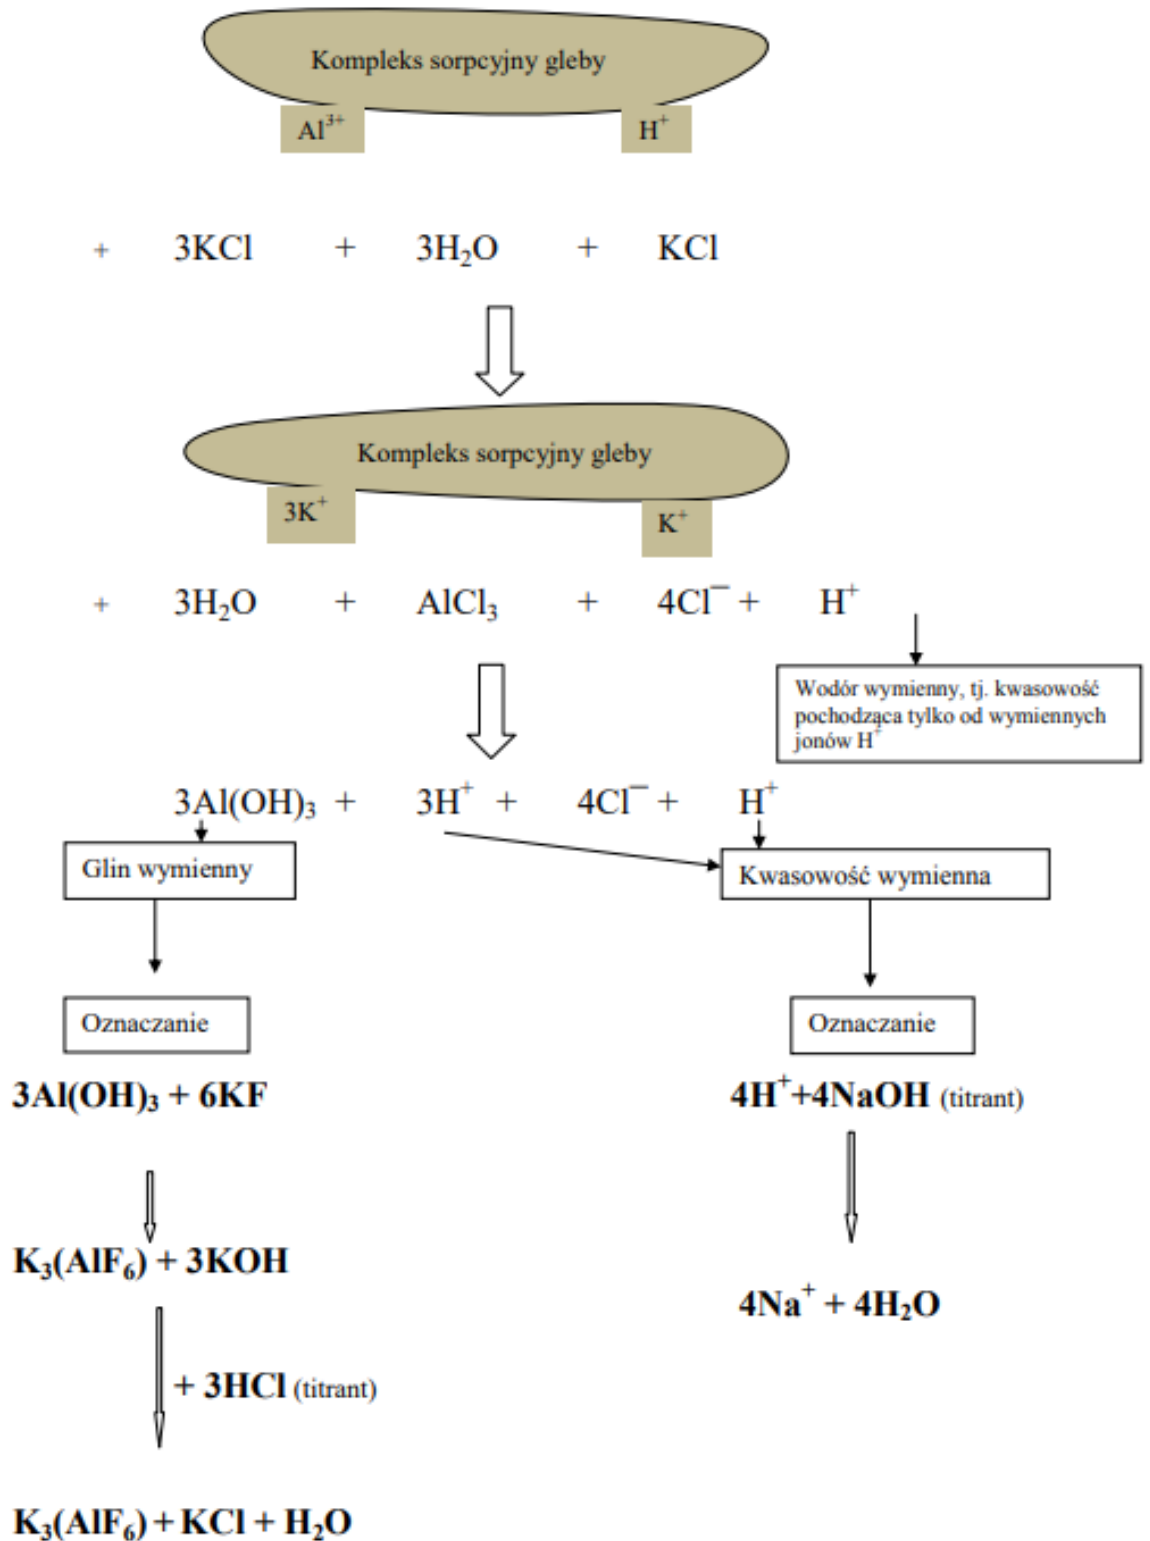 Kompleks sorpcyjny gleby
Al³⁺ H⁺
+ 3KCl + 3H₂O + KCl
Kompleks sorpcyjny gleby
3K⁺ K⁺
+ 3H₂O + AlCl₃ + 4Cl⁻ + H⁺
Wodór wymienny, tj. kwasowość
pochodząca tylko od wymiennych
jonów H⁺
3Al(OH)₃ + 3H⁺ + 4Cl⁻ + H⁺
Glin wymienny
Kwasowość wymienna
Oznaczanie
Oznaczanie
3Al(OH)₃ + 6KF
4H⁺+4NaOH (titrant)
K₃(AlF₆) + 3KOH
4Na⁺ + 4H₂O
+ 3HCl (titrant)
K₃(AlF₆) + KCl + H₂O